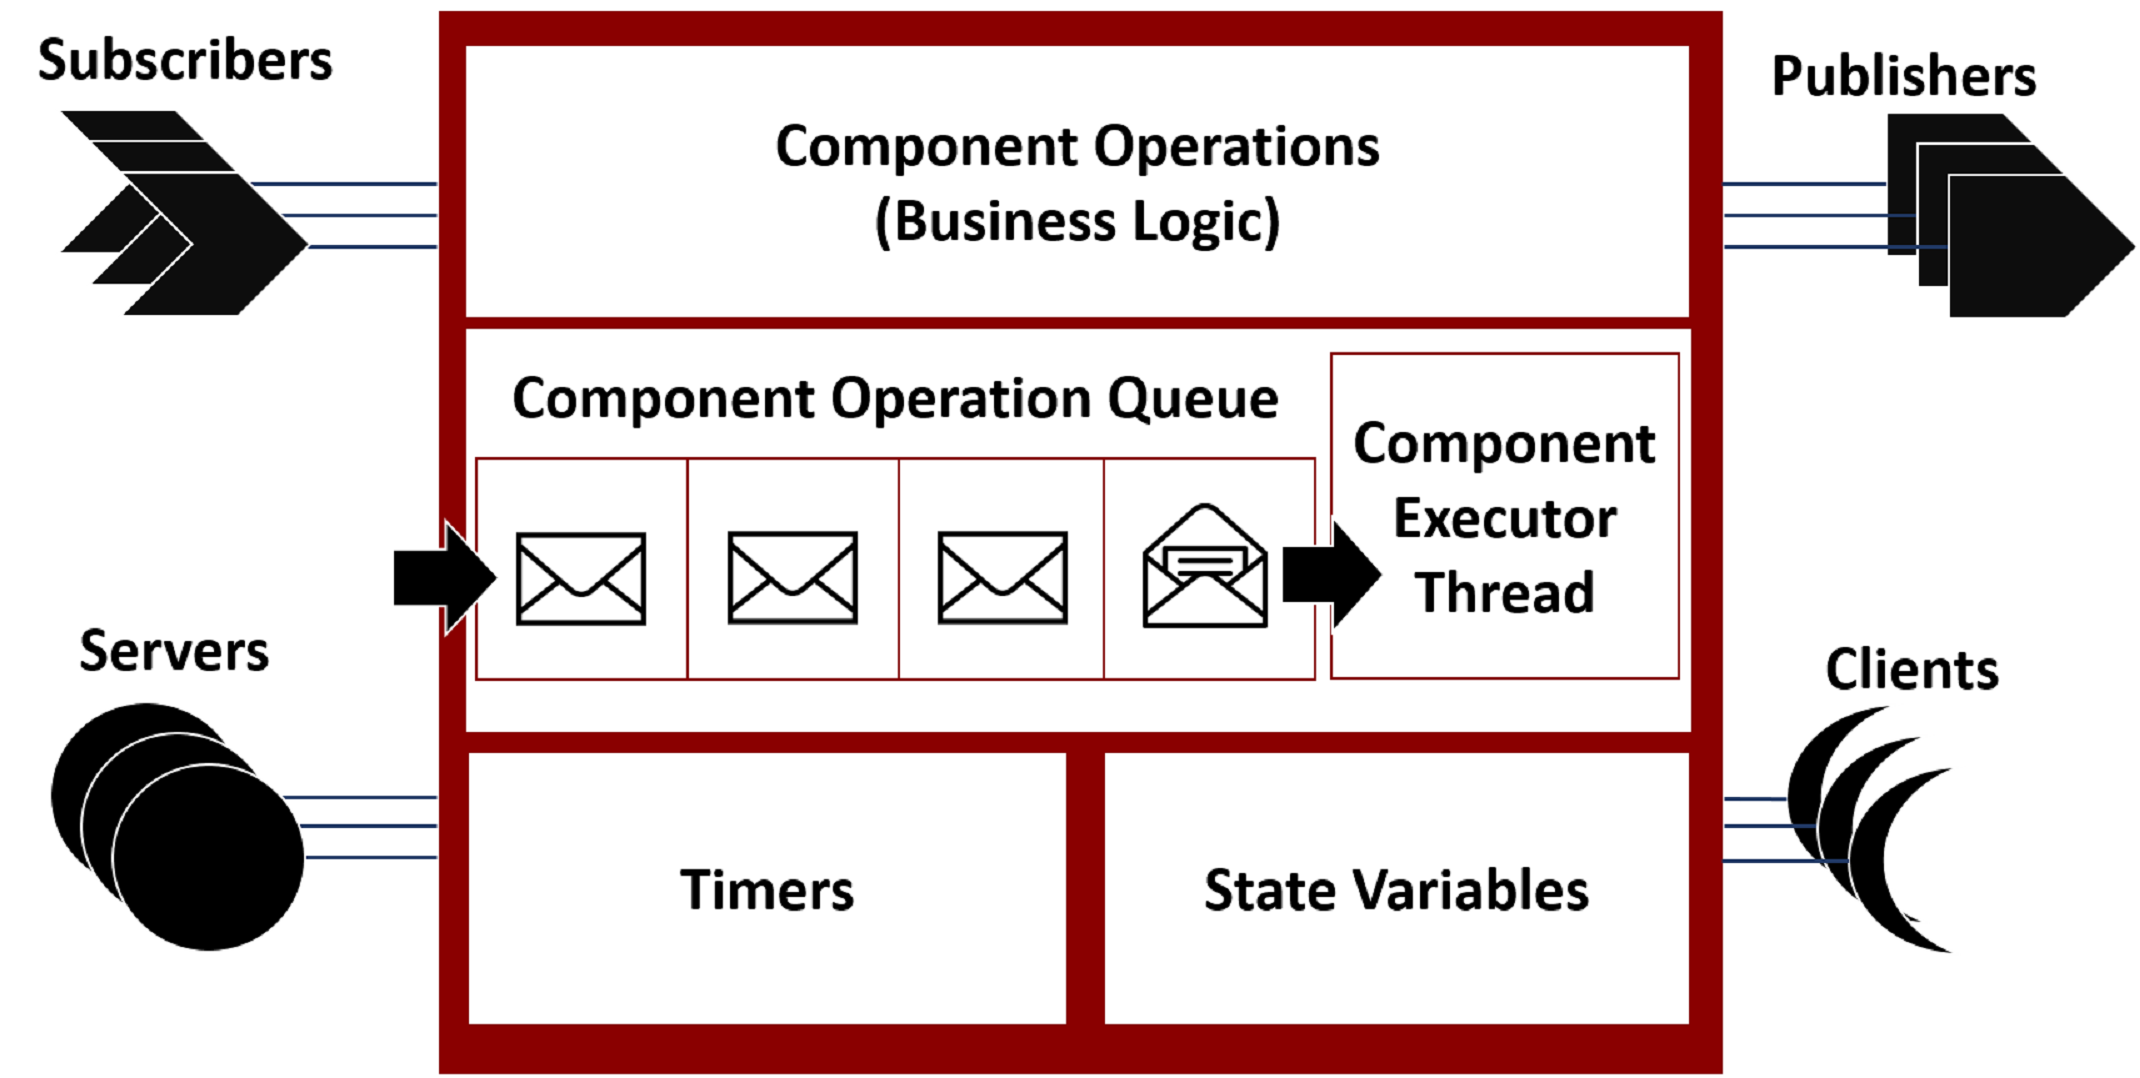 Subscribers
Publishers
Component Operations
(Business Logic)
Component Operation Queue
Component
Executor
Thread
Servers
Clients
Timers
State Variables